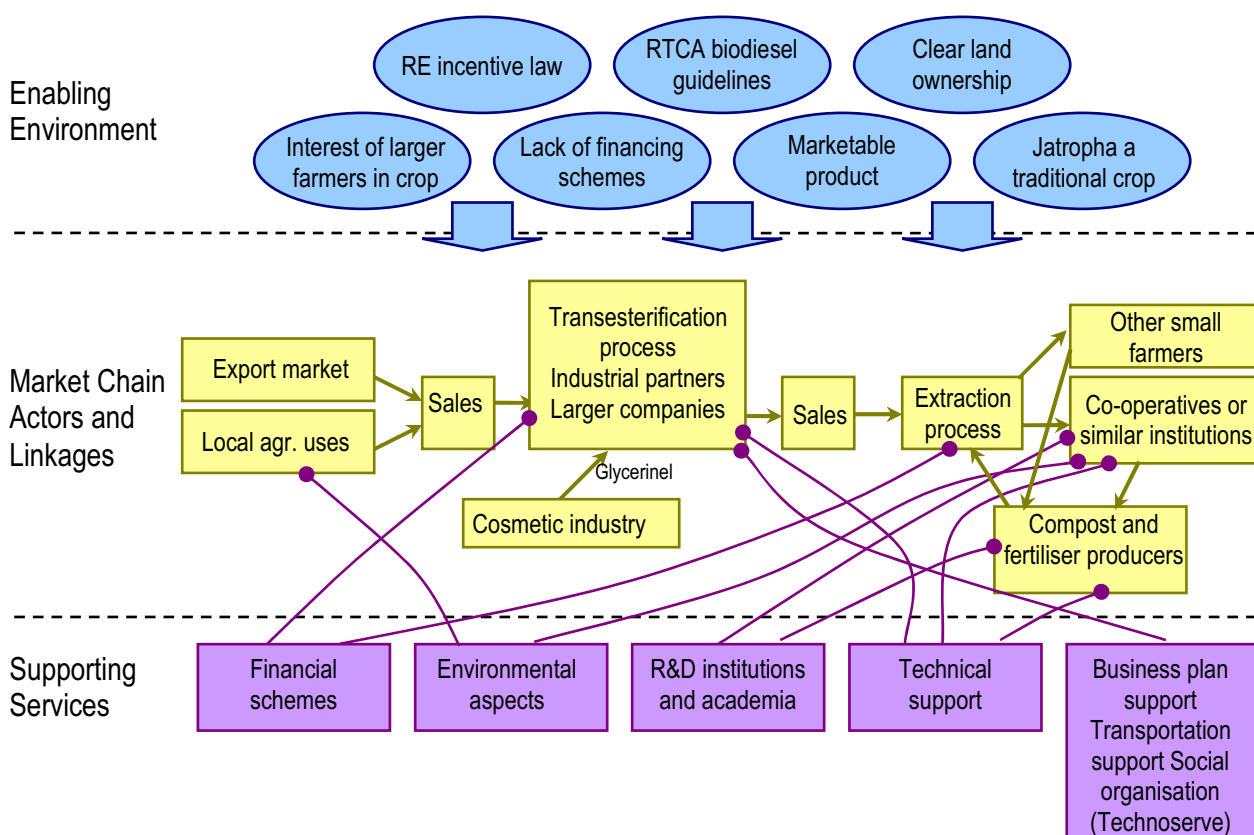 Enabling
Environment
RE incentive law
RTCA biodiesel
guidelines
Clear land
ownership
Interest of larger
farmers in crop
Lack of financing
schemes
Marketable
product
Jatropha a
traditional crop
Market Chain
Actors and
Linkages
Export market
Local agr. uses
Sales
Transesterification
process
Industrial partners
Larger companies
Glycerinel
Cosmetic industry
Sales
Extraction
process
Other small
farmers
Co-operatives or
similar institutions
Compost and
fertiliser producers
Supporting
Services
Financial
schemes
Environmental
aspects
R&D institutions
and academia
Technical
support
Business plan
support
Transportation
support Social
organisation
(Technoserve)